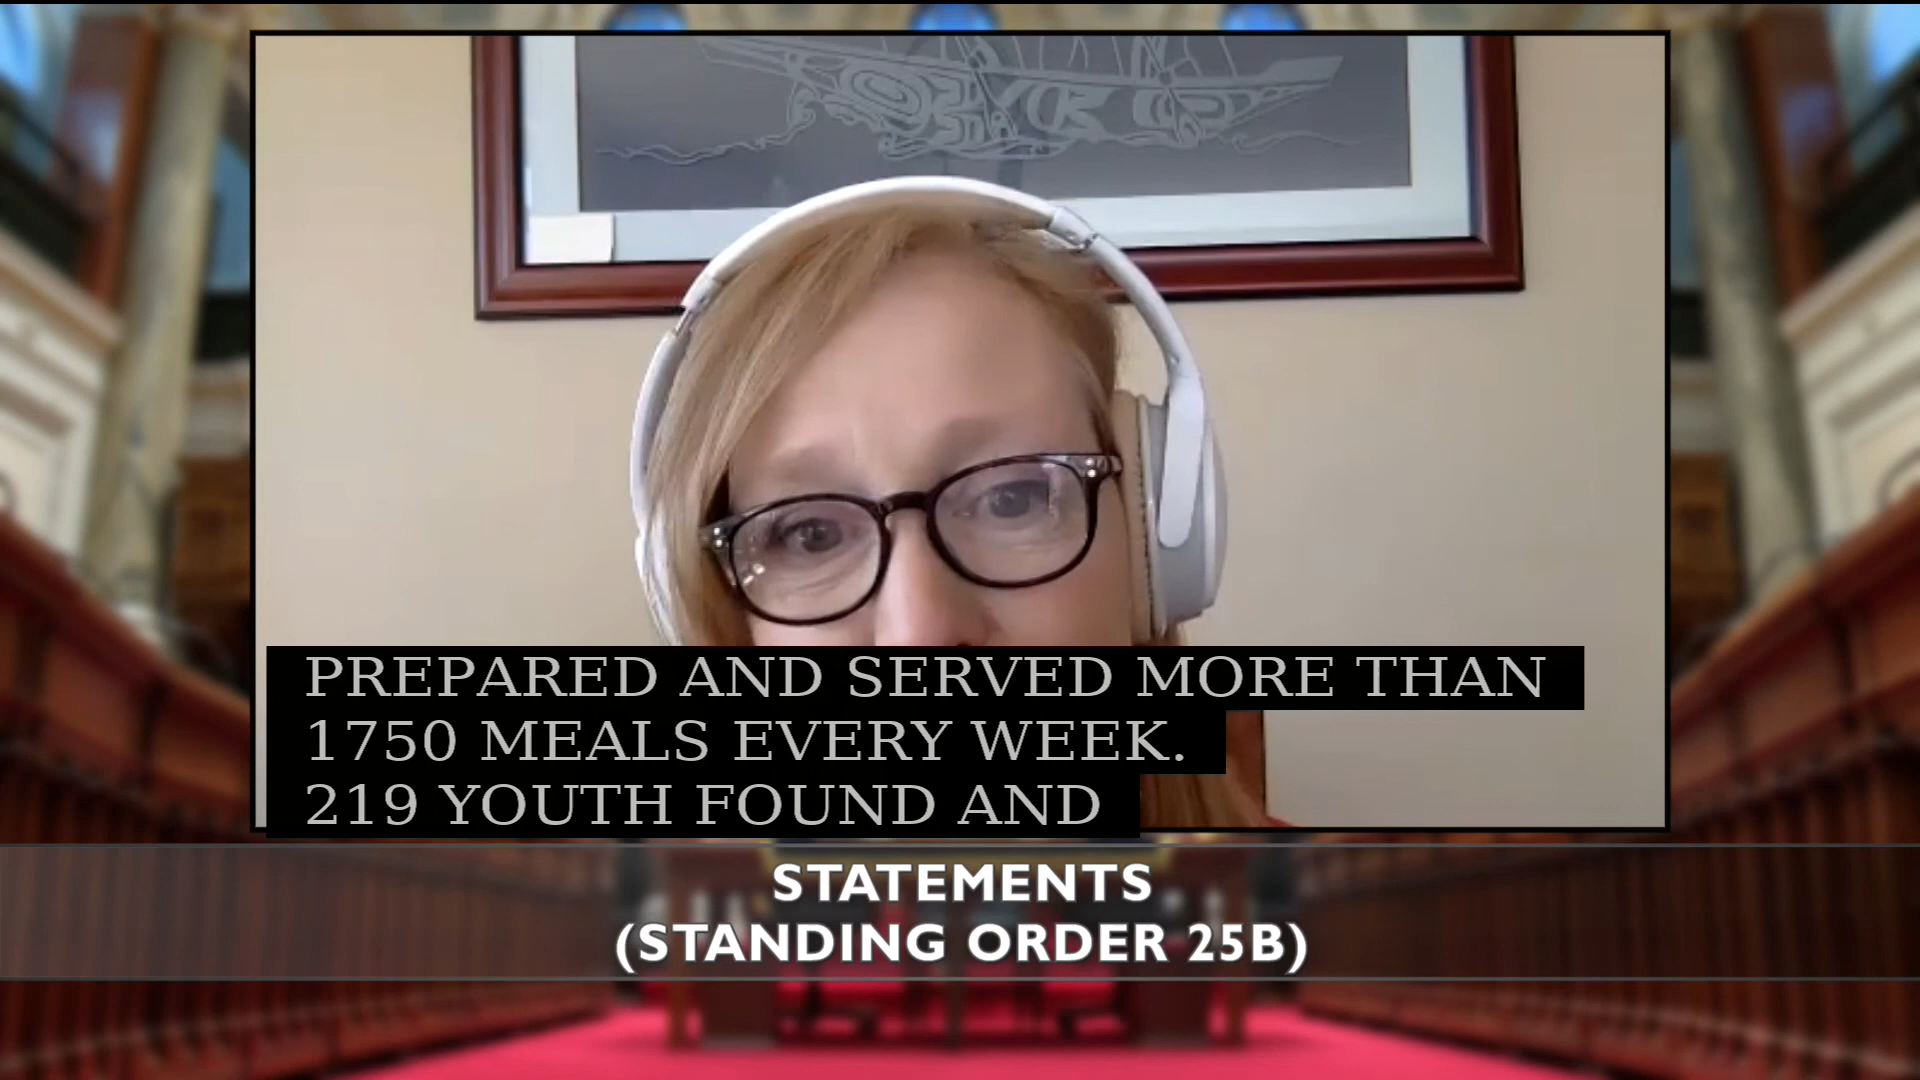 PREPARED AND SERVED MORE THAN
1750 MEALS EVERY WEEK.
219 YOUTH FOUND AND
STATEMENTS
(STANDING ORDER 25B)